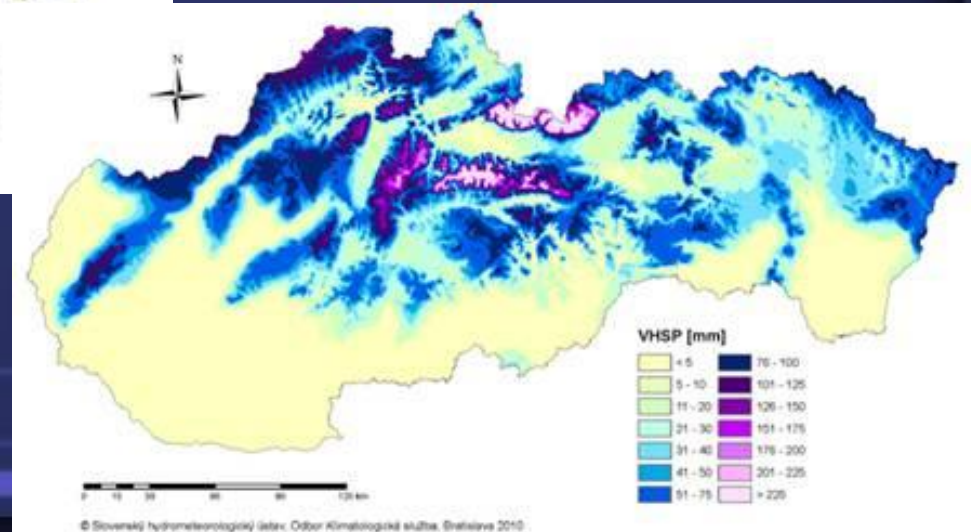 N
VHSP [mm]
< 5
5 - 10
11 - 20
21 - 30
31 - 40
41 - 50
51 - 75
76 - 100
101 - 125
126 - 150
151 - 175
176 - 200
201 - 225
> 225
120 km
© Slovenský hydrometeorologický ústav, Odbor Klimatologická služba, Bratislava 2010